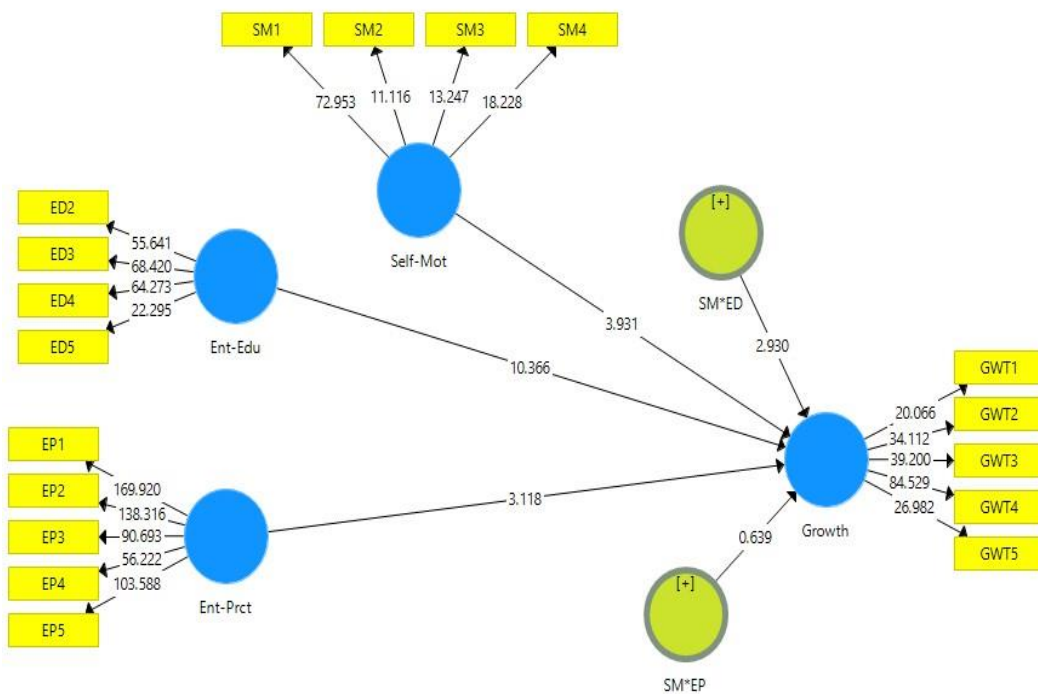 SM1
SM2
SM3
SM4
72.953
11.116
13.247
18.228
Self-Mot
ED2
ED3
ED4
ED5
55.641
68.420
64.273
22.295
Ent-Edu
[+]
SM*ED
3.931
2.930
10.366
EP1
EP2
EP3
EP4
EP5
169.920
138.316
90.693
56.222
103.588
Ent-Prct
3.118
0.639
[+]
SM*EP
Growth
20.066
34.112
39.200
84.529
26.982
GWT1
GWT2
GWT3
GWT4
GWT5